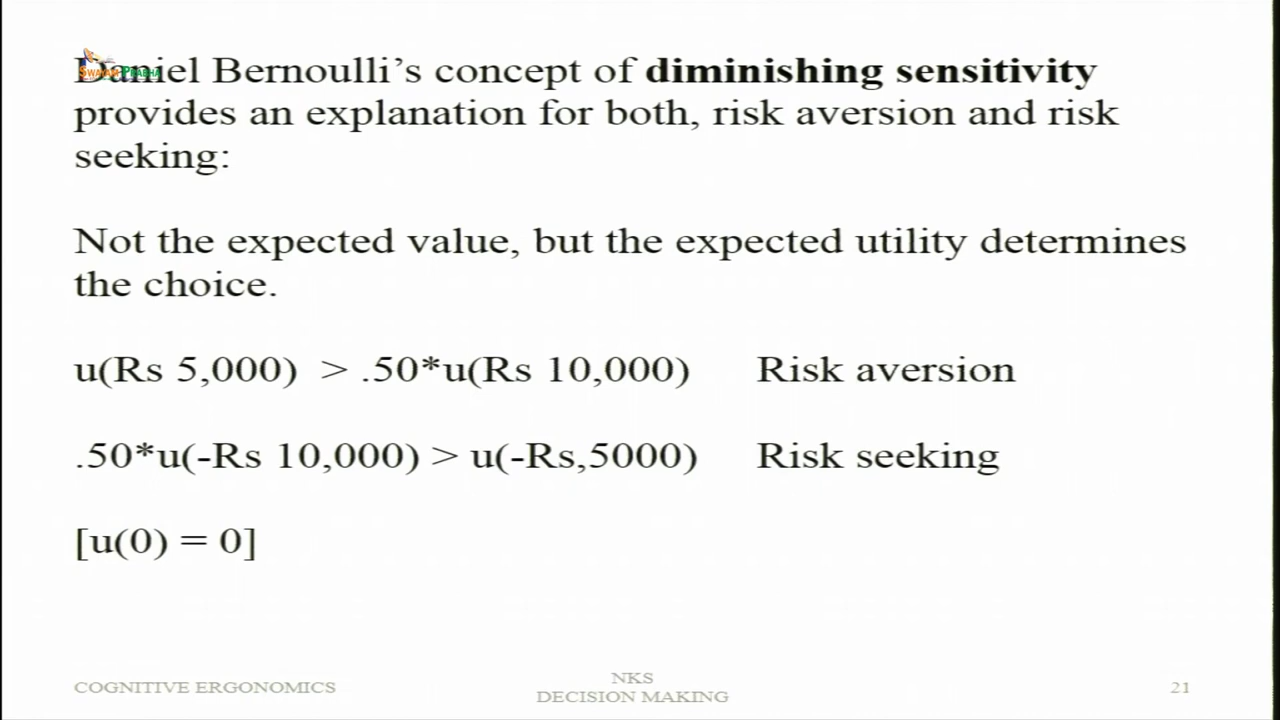 Daniel Bernoulli's concept of diminishing sensitivity
SWAYAM PRABHA
provides an explanation for both, risk aversion and risk
seeking:
Not the expected value, but the expected utility determines
the choice.
u(Rs 5,000) > .50*u(Rs 10,000) Risk aversion
.50*u(-Rs 10,000) > u(-Rs,5000) Risk seeking
[u(0) = 0]
COGNITIVE ERGONOMICS
NKS
DECISION MAKING
21